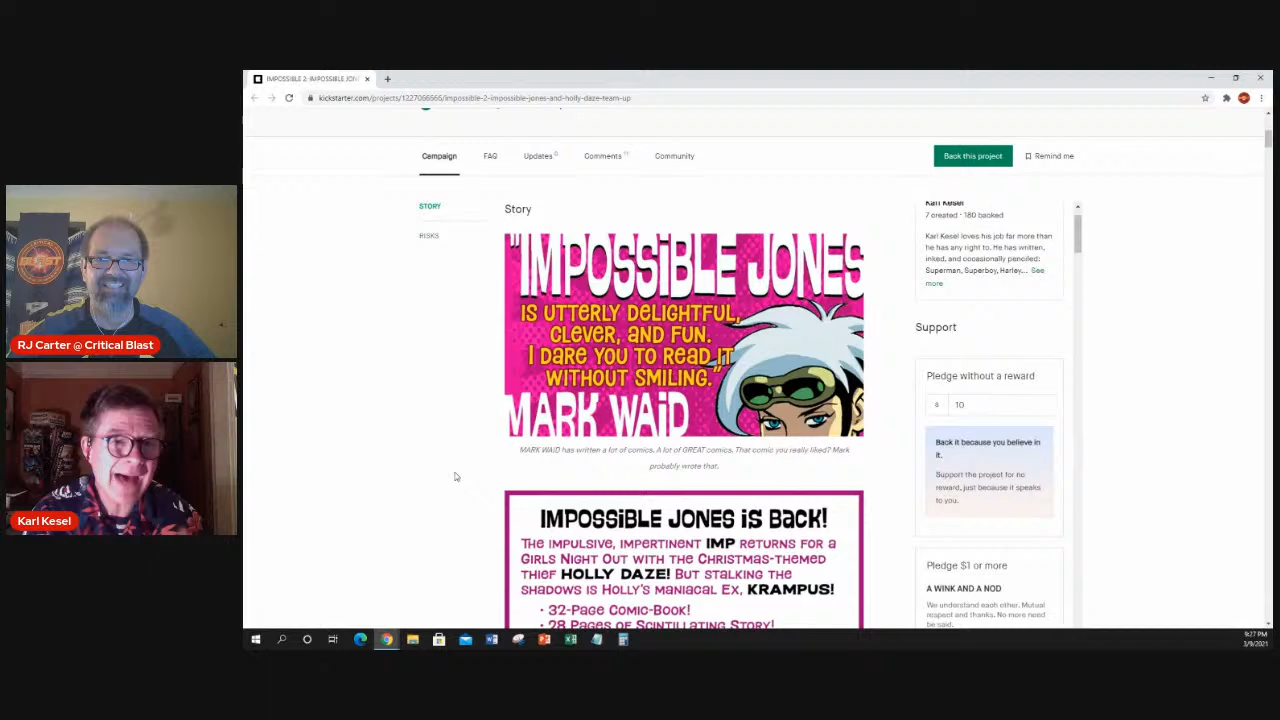 IMPOSSIBLE 2: IMPOSSIBLE JON
kickstarter.com/projects/1227066566/impossible-2-impossible-jones-and-holly-daze-team-up
Campaign
FAQ
Updates 0
Comments 11
Community
Back this project
Remind me
STORY
RISKS
Story
"IMPOSSIBLE JONES
IS UTTERLY DELIGHTFUL,
CLEVER, AND FUN.
I DARE YOU TO READ IT
WITHOUT SMILING."
MARK WAID
MARK WAID has written a lot of comics. A lot of GREAT comics. That comic you really liked? Mark
probably wrote that.
IMPOSSIBLE JONES IS BACK!
THE IMPULSIVE, IMPERTINENT IMP RETURNS FOR A
GIRLS NIGHT OUT WITH THE CHRISTMAS-THEMED
THIEF HOLLY DAZE! BUT STALKING THE
SHADOWS IS HOLLY'S MANIACAL EX, KRAMPUS!
• 32-PAGE COMIC-BOOK!
• 28 PAGES OF SCINTILLATING STORY!
Karl Kesel
7 created · 180 backed
Karl Kesel loves his job far more than
he has any right to. He has written,
inked, and occasionally penciled:
Superman, Superboy, Harley... See
more
Support
Pledge without a reward
10
Back it because you believe in
it.
Support the project for no
reward, just because it speaks
to you.
Pledge $1 or more
A WINK AND A NOD
We understand each other. Mutual
respect and thanks. No more need
be said.
BLAST
RJ Carter @ Critical Blast
Karl Kesel
9:27 PM
3/9/2021